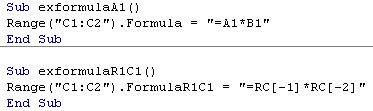 Sub exformulaA1()
Range("C1:C2").Formula = "=A1*B1"
End Sub
Sub exformulaR1C1()
Range("C1:C2").FormulaR1C1 = "=RC[-1]*RC[-2]"
End Sub